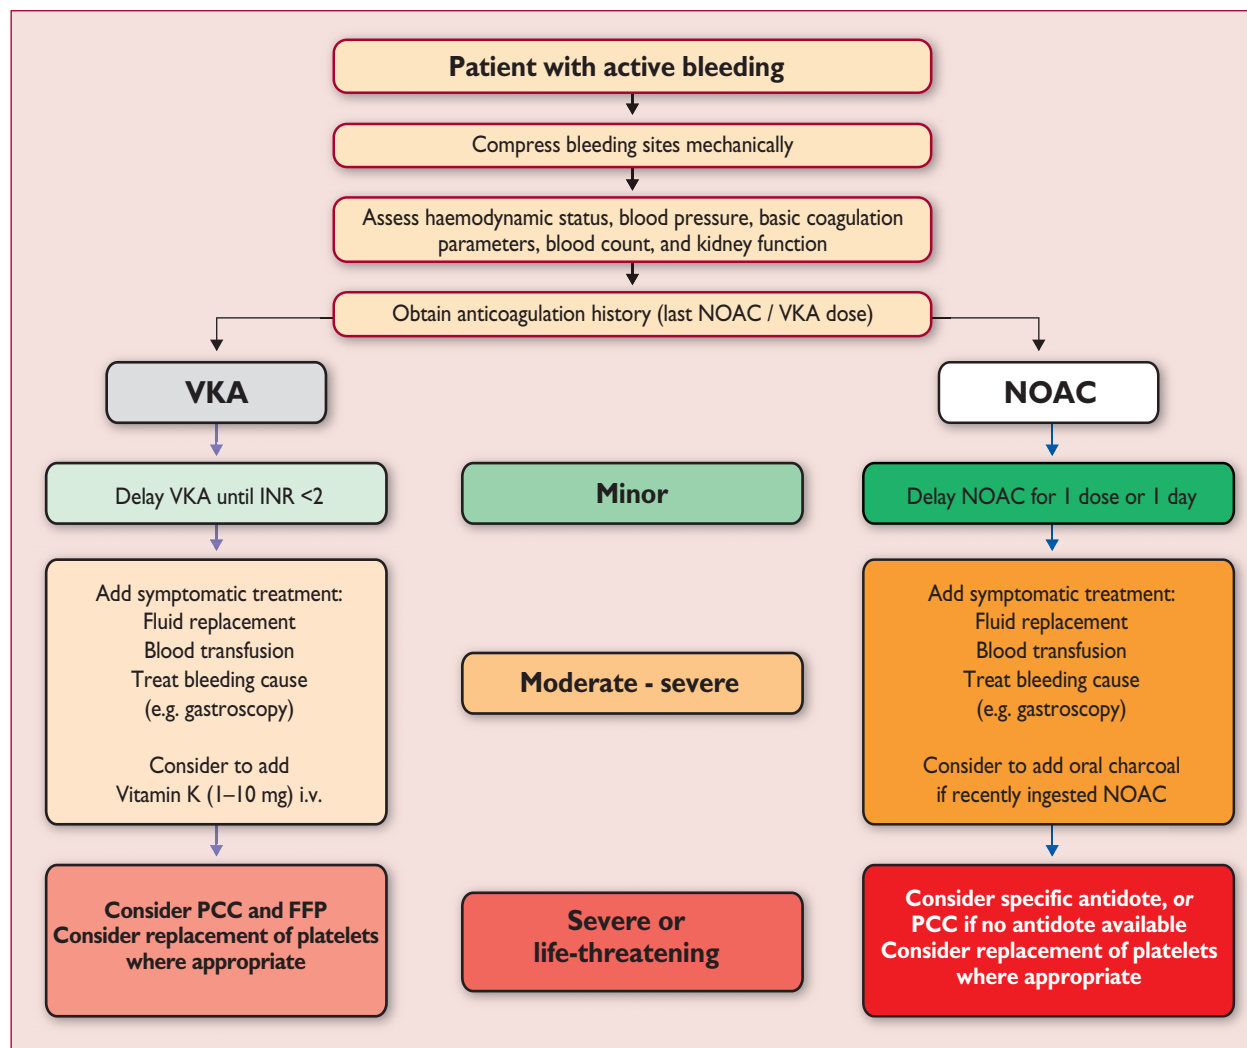 Patient with active bleeding
Compress bleeding sites mechanically
Assess haemodynamic status, blood pressure, basic coagulation
parameters, blood count, and kidney function
Obtain anticoagulation history (last NOAC / VKA dose)
VKA
NOAC
Delay VKA until INR <2
Minor
Delay NOAC for 1 dose or 1 day
Add symptomatic treatment:
Fluid replacement
Blood transfusion
Treat bleeding cause
(e.g. gastroscopy)
Consider to add
Vitamin K (1–10 mg) i.v.
Moderate - severe
Add symptomatic treatment:
Fluid replacement
Blood transfusion
Treat bleeding cause
(e.g. gastroscopy)
Consider to add oral charcoal
if recently ingested NOAC
Consider PCC and FFP
Consider replacement of platelets
where appropriate
Severe or
life-threatening
Consider specific antidote, or
PCC if no antidote available
Consider replacement of platelets
where appropriate